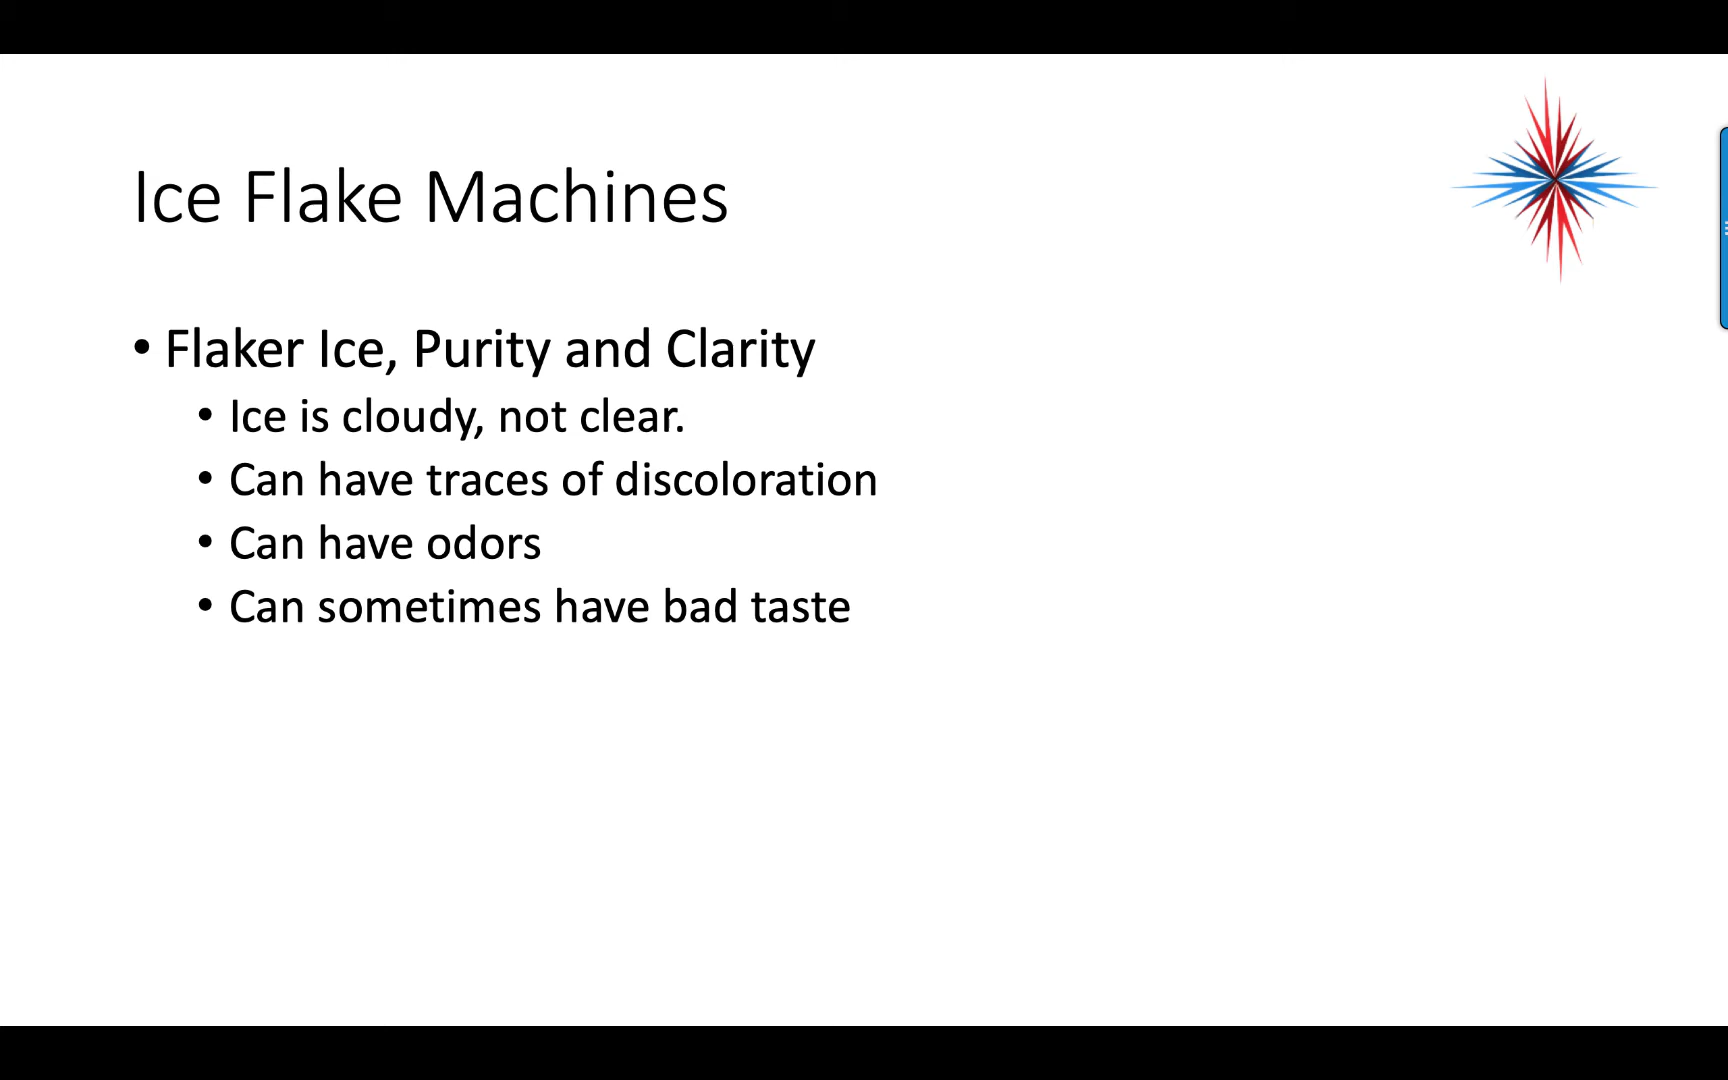 Ice Flake Machines
• Flaker Ice, Purity and Clarity
• Ice is cloudy, not clear.
• Can have traces of discoloration
• Can have odors
• Can sometimes have bad taste